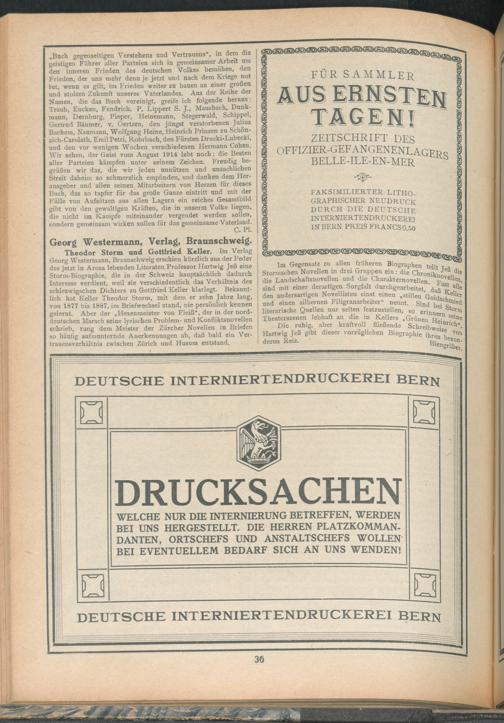 „Buch gegenseitigen Verstehens und Vertrauens“, in dem die
geistigen Führer aller Parteien sich in gemeinsamer Arbeit um
den inneren Frieden des deutschen Volkes bemühen, den
Frieden, der uns mehr denn je jetzt und nach dem Kriege not
tut, wenn es gilt, im Frieden weiter zu bauen an einer großen
und stolzen Zukunft unseres Vaterlandes. Aus der Reihe der
Namen, die das Buch vereinigt, greife ich folgende heraus:
Traub, Eucken, Fendrich, P. Lippert S. J., Mausbach, Dunk-
mann, Dernburg, Pieper, Heinemann, Stegerwald, Schippel,
Gertrud Bäumer, v. Oertzen, den jüngst verstorbenen Julius
Bachem, Naumann, Wolfgang Heine, Heinrich Prinzen zu Schön-
aich-Carolath, Emil Petri, Rohrbach, den Fürsten Drucki-Lubecki,
und den vor wenigen Wochen verschiedenen Hermann Cohen.
Wir sehen, der Geist vom August 1914 lebt noch: die Besten
aller Parteien kämpfen unter seinem Zeichen. Freudig be-
grüßen wir das, die wir jeden unnützen und unsachlichen
Streit daheim so schmerzlich empfinden, und danken dem Her-
ausgeber und allen seinen Mitarbeitern von Herzen für dieses
Buch, das so tapfer für das große Ganze eintritt und mit der
Fülle von Aufsätzen aus allen Lagern ein reiches Gesamtbild
gibt von den gewaltigen Kräften, die in unserm Volke liegen,
die nicht im Kampfe miteinander vergeudet werden sollen,
sondern gemeinsam wirken sollen für das gemeinsame Vaterland.
C. Pl.
Georg Westermann, Verlag, Braunschweig.
Theodor Storm und Gottfried Keller. Im Verlag
Georg Westermann, Braunschweig erschien kürzlich aus der Feder
des jetzt in Arosa lebenden Literaten Professor Hartwig Jeß eine
Storm-Biographie, die in der Schweiz hauptsächlich dadurch
Interesse verdient, weil sie verschiedentlich das Verhältnis des
schleswigschen Dichters zu Gottfried Keller klarlegt. Bekannt-
lich hat Keller Theodor Storm, mit dem er zehn Jahre lang,
von 1877 bis 1887, im Briefwechsel stand, nie persönlich kennen
gelernt. Aber der „Hexenmeister von Fleiß“, der in der nord-
deutschen Marsch seine lyrischen Problem- und Konfliktsnovellen
schrieb, rang dem Meister der Zürcher Novellen in Briefen
so häufig aufmunternde Anerkennungen ab, daß bald ein Ver-
trauensverhältnis zwischen Zürich und Husum entstand.
FÜR SAMMLER
AUS ERNSTEN
TAGEN!
ZEITSCHRIFT DES
OFFIZIER-GEFANGENENLAGERS
BELLE-ILE-EN-MER
FAKSIMILIERTER LITHO-
GRAPHISCHER NEUDRUCK
DURCH DIE DEUTSCHE
INTERNIERTENDRUCKEREI
IN BERN PREIS FRANCS 0,50
Im Gegensatz zu allen früheren Biographen teilt Jeß die
Stormschen Novellen in drei Gruppen ein: die Chroniknovellen,
die Landschaftsnovellen und die Charakternovellen. Fast alle
sind mit einer derartigen Sorgfalt durchgearbeitet, daß Keller
den andersartigen Novellisten einst einen „stillen Goldschmied
und einen silbernen Filigranarbeiter“ nennt. Sind bei Storm
literarische Quellen nur selten festzustellen, so erinnern seine
Theaterszenen lebhaft an die in Kellers „Grünen Heinrich“.
Die ruhig, aber kraftvoll fließende Schreibweise von
Hartwig Jeß gibt dieser vorzüglichen Biographie ihren beson-
deren Reiz.
Biengräber.
DEUTSCHE INTERNIERTENDRUCKEREI BERN
DRUCKSACHEN
WELCHE NUR DIE INTERNIERUNG BETREFFEN, WERDEN
BEI UNS HERGESTELLT. DIE HERREN PLATZKOMMAN-
DANTEN, ORTSCHEFS UND ANSTALTSCHEFS WOLLEN
BEI EVENTUELLEM BEDARF SICH AN UNS WENDEN!
DEUTSCHE INTERNIERTENDRUCKEREI BERN
36